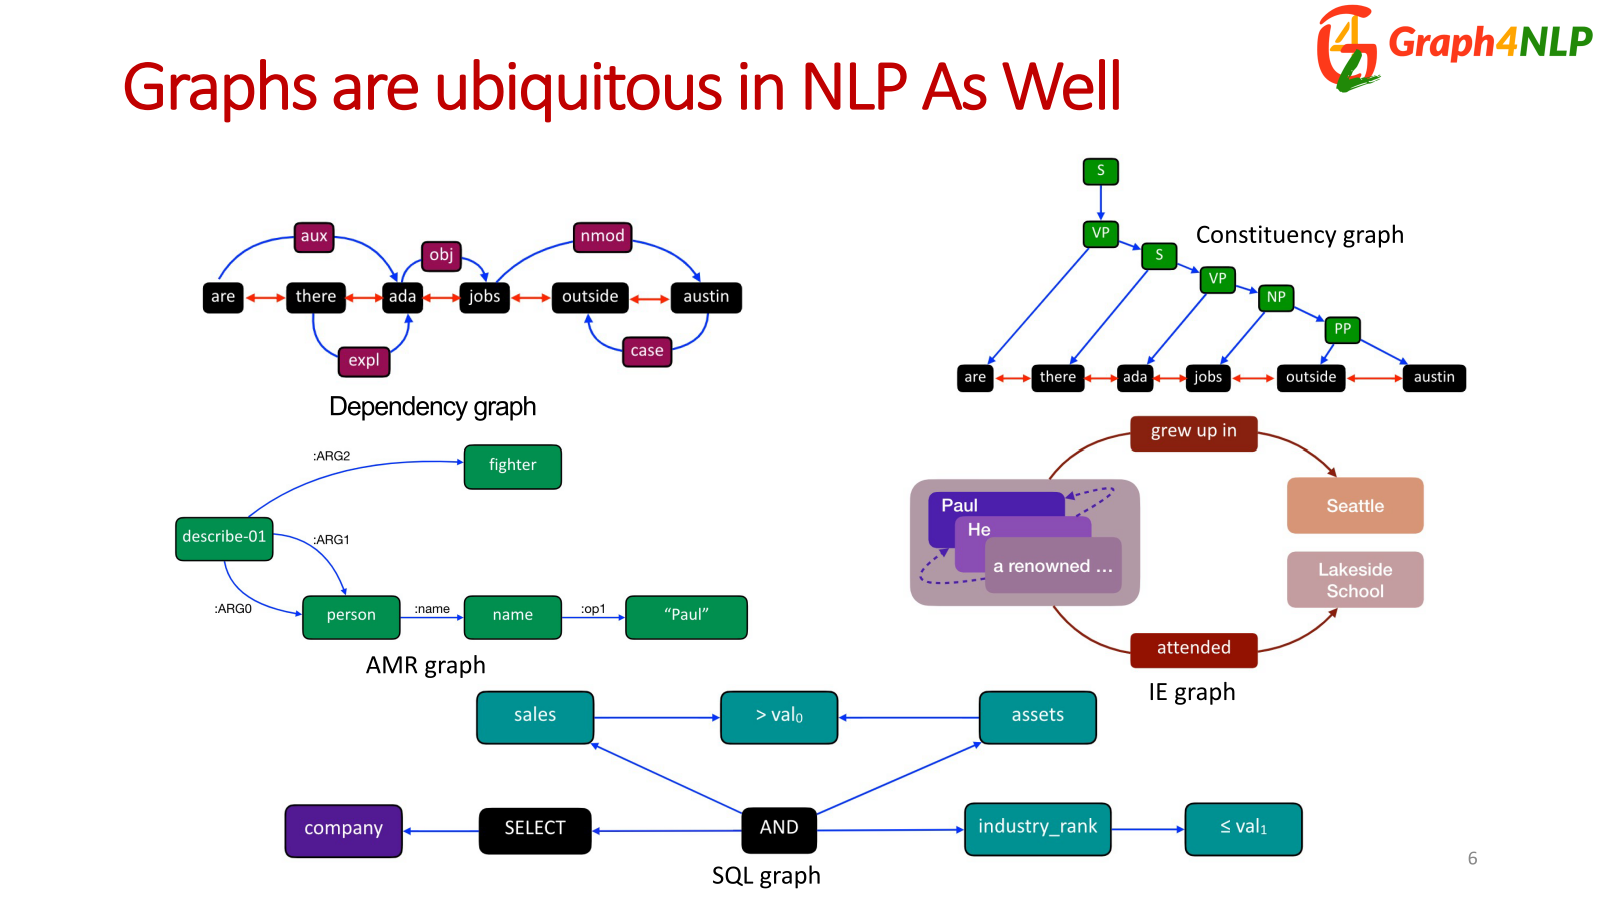 Graph4NLP
Graphs are ubiquitous in NLP As Well
aux
obj
nmod
are
there
ada
jobs
outside
austin
expl
case
Dependency graph
S
VP
S
VP
NP
PP
Constituency graph
are
there
ada
jobs
outside
austin
:ARG2
fighter
describe-01
:ARG1
:ARG0
person
:name
name
:op1
“Paul”
AMR graph
grew up in
Paul
He
a renowned ...
Seattle
Lakeside
School
attended
IE graph
sales
> val₀
assets
company
SELECT
AND
industry_rank
≤ val₁
SQL graph
6